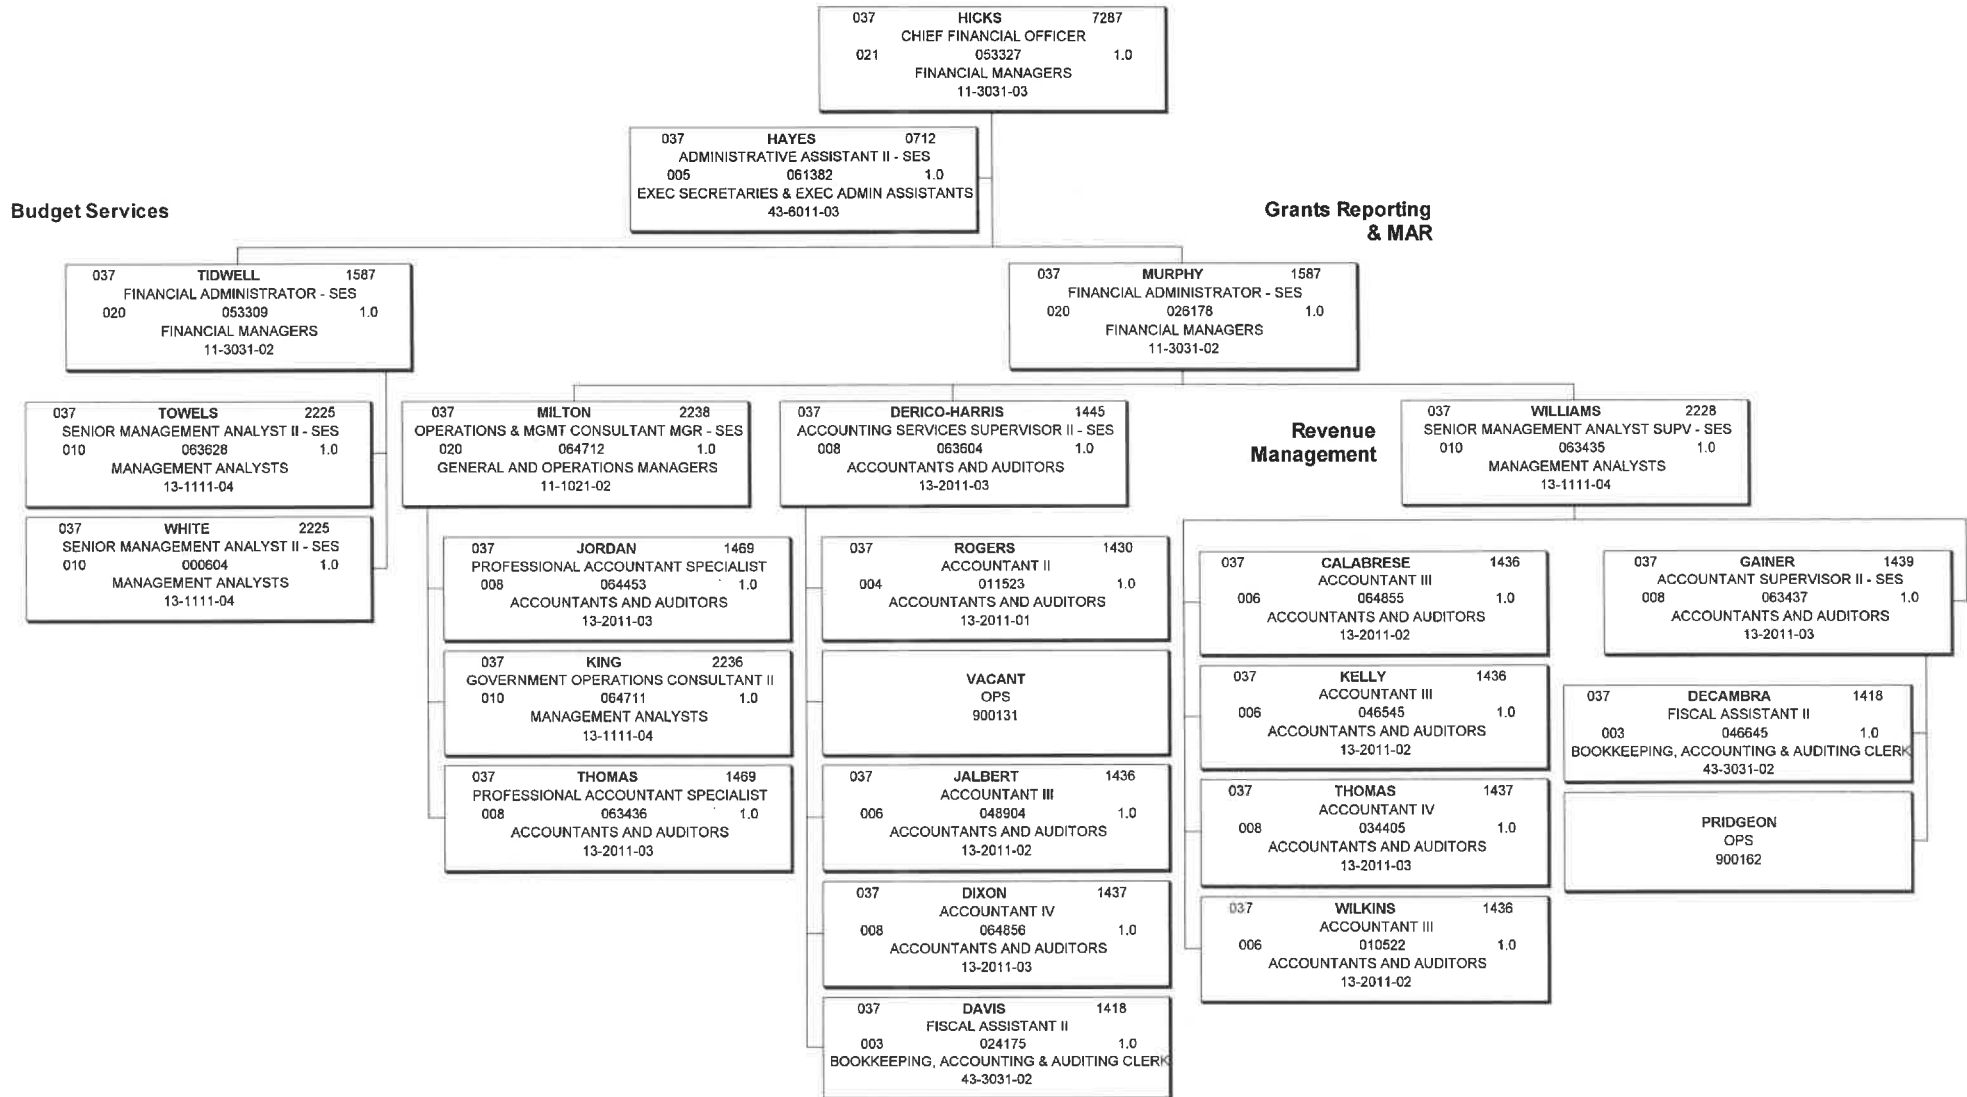 037 HICKS 7287
CHIEF FINANCIAL OFFICER
021 053327 1.0
FINANCIAL MANAGERS
11-3031-03
037 HAYES 0712
ADMINISTRATIVE ASSISTANT II - SES
005 061382 1.0
EXEC SECRETARIES & EXEC ADMIN ASSISTANTS
43-6011-03
Budget Services
Grants Reporting
& MAR
037 TIDWELL 1587
FINANCIAL ADMINISTRATOR - SES
020 053309 1.0
FINANCIAL MANAGERS
11-3031-02
037 MURPHY 1587
FINANCIAL ADMINISTRATOR - SES
020 026178 1.0
FINANCIAL MANAGERS
11-3031-02
037 TOWELS 2225
SENIOR MANAGEMENT ANALYST II - SES
010 063628 1.0
MANAGEMENT ANALYSTS
13-1111-04
037 WHITE 2225
SENIOR MANAGEMENT ANALYST II - SES
010 000604 1.0
MANAGEMENT ANALYSTS
13-1111-04
037 MILTON 2238
OPERATIONS & MGMT CONSULTANT MGR - SES
020 064712 1.0
GENERAL AND OPERATIONS MANAGERS
11-1021-02
037 JORDAN 1469
PROFESSIONAL ACCOUNTANT SPECIALIST
008 064453 1.0
ACCOUNTANTS AND AUDITORS
13-2011-03
037 KING 2236
GOVERNMENT OPERATIONS CONSULTANT II
010 064711 1.0
MANAGEMENT ANALYSTS
13-1111-04
037 THOMAS 1469
PROFESSIONAL ACCOUNTANT SPECIALIST
008 063436 1.0
ACCOUNTANTS AND AUDITORS
13-2011-03
037 DERICO-HARRIS 1445
ACCOUNTING SERVICES SUPERVISOR II - SES
008 063604 1.0
ACCOUNTANTS AND AUDITORS
13-2011-03
037 ROGERS 1430
ACCOUNTANT II
004 011523 1.0
ACCOUNTANTS AND AUDITORS
13-2011-01
VACANT
OPS
900131
037 JALBERT 1436
ACCOUNTANT III
006 048904 1.0
ACCOUNTANTS AND AUDITORS
13-2011-02
037 DIXON 1437
ACCOUNTANT IV
008 064856 1.0
ACCOUNTANTS AND AUDITORS
13-2011-03
037 DAVIS 1418
FISCAL ASSISTANT II
003 024175 1.0
BOOKKEEPING, ACCOUNTING & AUDITING CLERK
43-3031-02
Revenue
Management
037 WILLIAMS 2228
SENIOR MANAGEMENT ANALYST SUPV - SES
010 063435 1.0
MANAGEMENT ANALYSTS
13-1111-04
037 CALABRESE 1436
ACCOUNTANT III
006 064855 1.0
ACCOUNTANTS AND AUDITORS
13-2011-02
037 KELLY 1436
ACCOUNTANT III
006 046545 1.0
ACCOUNTANTS AND AUDITORS
13-2011-02
037 THOMAS 1437
ACCOUNTANT IV
008 034405 1.0
ACCOUNTANTS AND AUDITORS
13-2011-03
037 WILKINS 1436
ACCOUNTANT III
006 010522 1.0
ACCOUNTANTS AND AUDITORS
13-2011-02
037 GAINER 1439
ACCOUNTANT SUPERVISOR II - SES
008 063437 1.0
ACCOUNTANTS AND AUDITORS
13-2011-03
037 DECAMBRA 1418
FISCAL ASSISTANT II
003 046645 1.0
BOOKKEEPING, ACCOUNTING & AUDITING CLERK
43-3031-02
PRIDGEON
OPS
900162